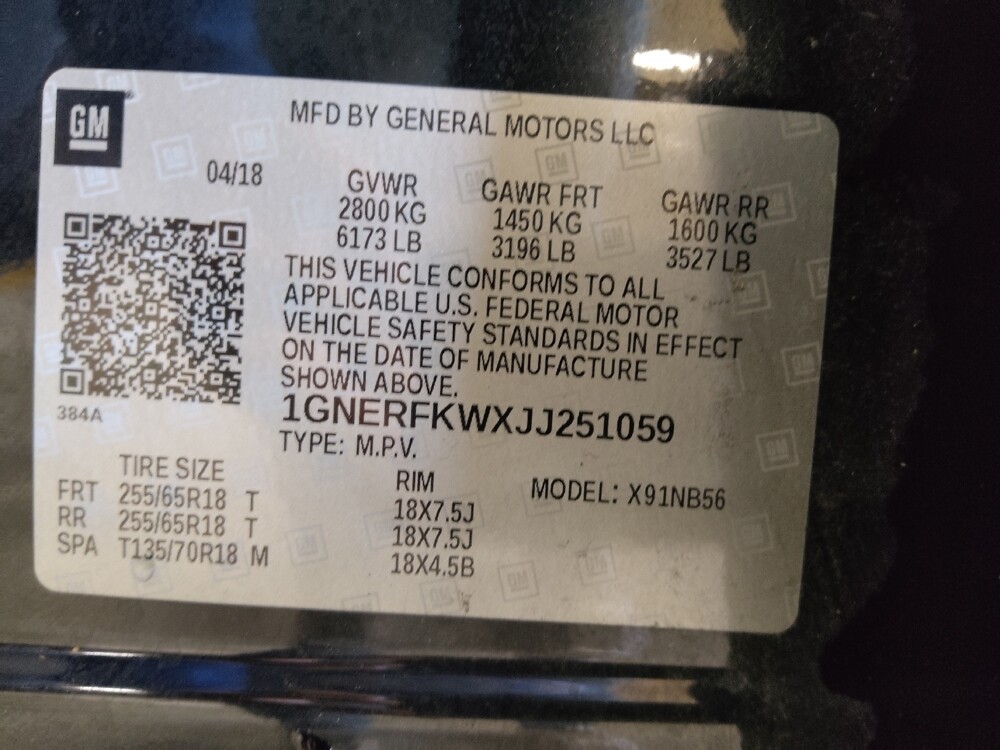 GM
MFD BY GENERAL MOTORS LLC
04/18
GVWR
2800 KG
6173 LB
GAWR FRT
1450 KG
3196 LB
GAWR RR
1600 KG
3527 LB
THIS VEHICLE CONFORMS TO ALL
APPLICABLE U.S. FEDERAL MOTOR
VEHICLE SAFETY STANDARDS IN EFFECT
ON THE DATE OF MANUFACTURE
SHOWN ABOVE.
384A
1GNERFKWXJJ251059
TYPE: M.P.V.
TIRE SIZE RIM MODEL: X91NB56
FRT 255/65R18 T 18X7.5J
RR 255/65R18 T 18X7.5J
SPA T135/70R18 M 18X4.5B